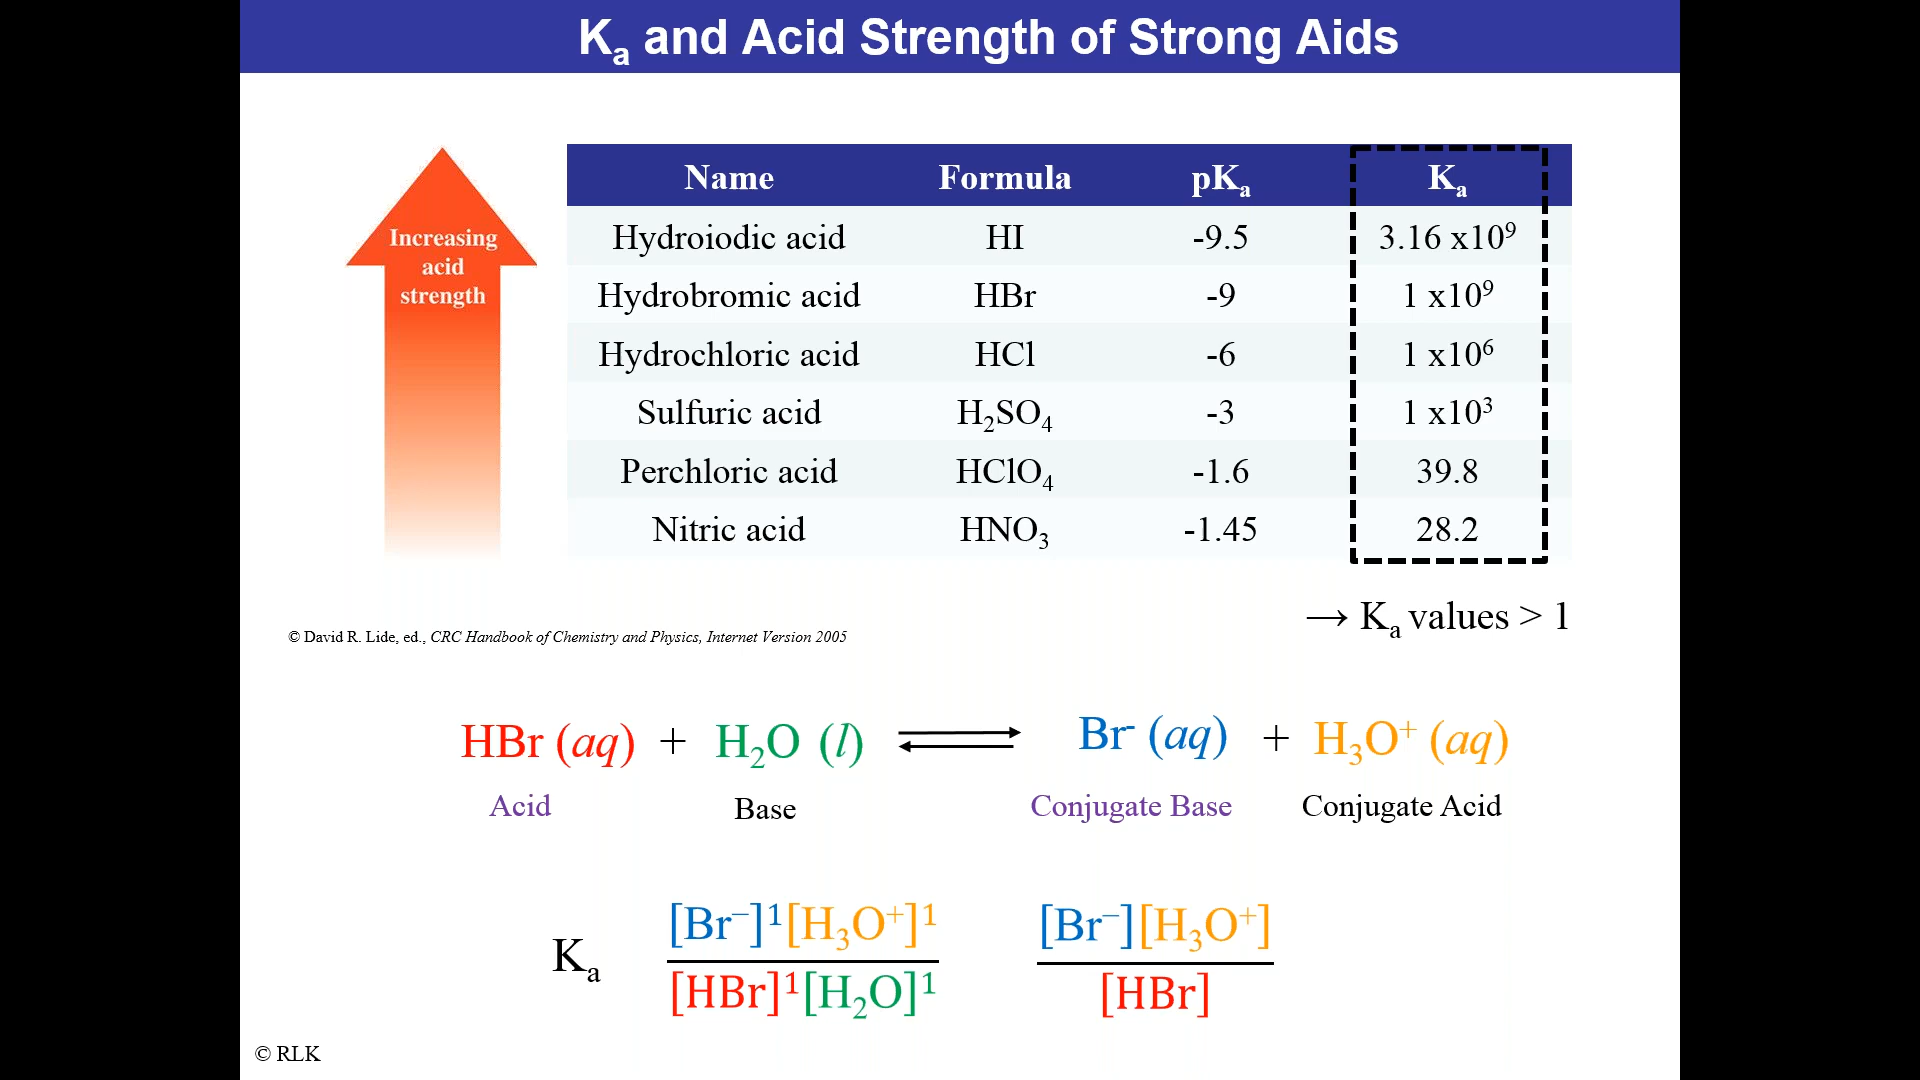 Kₐ and Acid Strength of Strong Aids
Increasing
acid
strength
Name Formula pKₐ Kₐ
Hydroiodic acid HI -9.5 3.16 x10⁹
Hydrobromic acid HBr -9 1 x10⁹
Hydrochloric acid HCl -6 1 x10⁶
Sulfuric acid H₂SO₄ -3 1 x10³
Perchloric acid HClO₄ -1.6 39.8
Nitric acid HNO₃ -1.45 28.2
→ Kₐ values > 1
© David R. Lide, ed., CRC Handbook of Chemistry and Physics, Internet Version 2005
HBr (aq) + H₂O (l) ⇌ Br⁻ (aq) + H₃O⁺ (aq)
Acid Base Conjugate Base Conjugate Acid
[Br⁻]¹[H₃O⁺]¹ [Br⁻][H₃O⁺]
Kₐ
[HBr]¹[H₂O]¹ [HBr]
© RLK